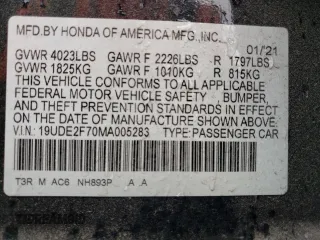 MFD.BY HONDA OF AMERICA MFG.,INC. 01/21
GVWR 4023LBS GAWR F 2226LBS R 1797LBS
GVWR 1825KG GAWR F 1010KG R 815KG
THIS VEHICLE CONFORMS TO ALL APPLICABLE
FEDERAL MOTOR VEHICLE SAFETY, BUMPER,
AND THEFT PREVENTION STANDARDS IN EFFECT
ON THE DATE OF MANUFACTURE SHOWN ABOVE.
V.I.N.: 19UDE2F70MA005283 TYPE:PASSENGER CAR
T3R M AC6 NH893P A A